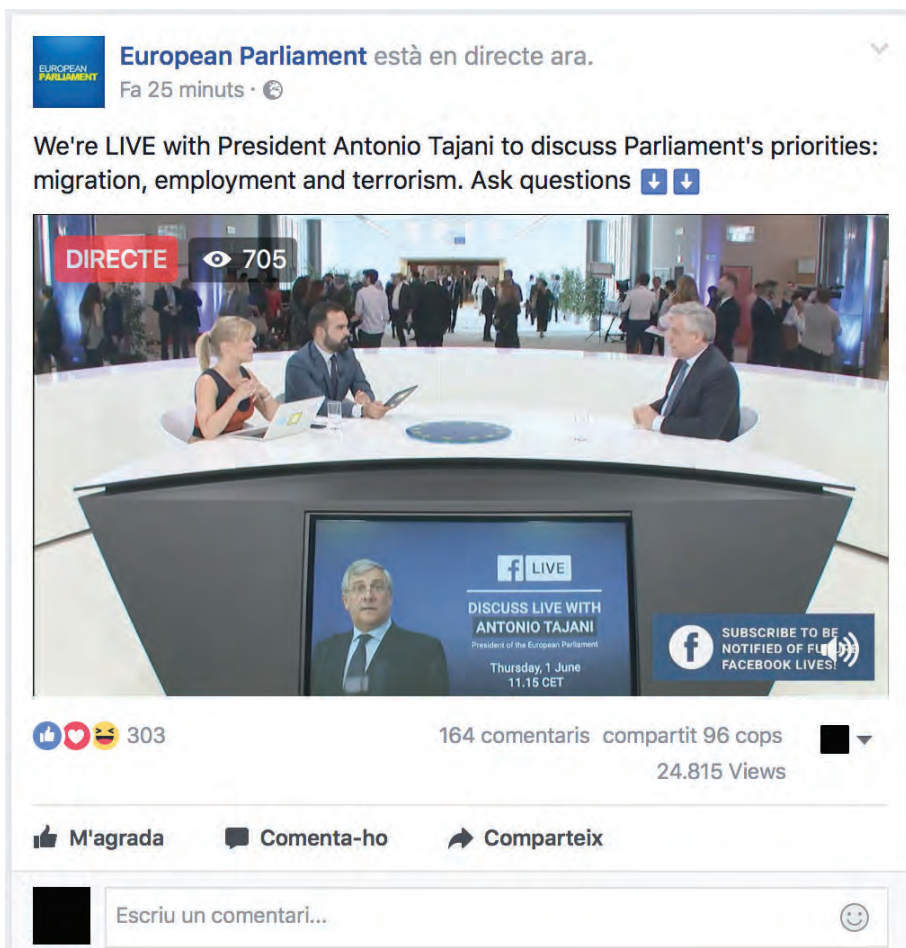 EUROPEAN
PARLIAMENT
European Parliament està en directe ara.
Fa 25 minuts ·
We're LIVE with President Antonio Tajani to discuss Parliament's priorities:
migration, employment and terrorism. Ask questions
DIRECTE 705
f LIVE
DISCUSS LIVE WITH
ANTONIO TAJANI
President of the European Parliament
Thursday, 1 June
11.15 CET
SUBSCRIBE TO BE
NOTIFIED OF FUTURE
FACEBOOK LIVES!
303 164 comentaris compartit 96 cops
24.815 Views
M'agrada Comenta-ho Comparteix
Escriu un comentari...